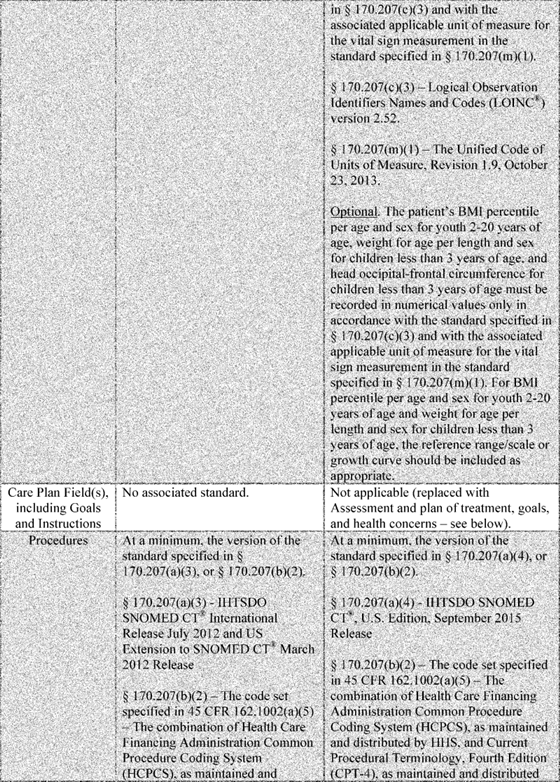 in § 170.207(c)(3) and with the
associated applicable unit of measure for
the vital sign measurement in the
standard specified in § 170.207(m)(1).
§ 170.207(c)(3) – Logical Observation
Identifiers Names and Codes (LOINC®)
version 2.52.
§ 170.207(m)(1) – The Unified Code of
Units of Measure, Revision 1.9, October
23, 2013.
Optional. The patient's BMI percentile
per age and sex for youth 2-20 years of
age, weight for age per length and sex
for children less than 3 years of age, and
head occipital-frontal circumference for
children less than 3 years of age must be
recorded in numerical values only in
accordance with the standard specified in
§ 170.207(c)(3) and with the associated
applicable unit of measure for the vital
sign measurement in the standard
specified in § 170.207(m)(1). For BMI
percentile per age and sex for youth 2-20
years of age and weight for age per
length and sex for children less than 3
years of age, the reference range/scale or
growth curve should be included as
appropriate.
Care Plan Field(s),
including Goals
and Instructions
No associated standard.
Not applicable (replaced with
Assessment and plan of treatment, goals,
and health concerns – see below).
Procedures
At a minimum, the version of the
standard specified in §
170.207(a)(3), or § 170.207(b)(2).
§ 170.207(a)(3) - IHTSDO
SNOMED CT® International
Release July 2012 and US
Extension to SNOMED CT® March
2012 Release
§ 170.207(b)(2) – The code set
specified in 45 CFR 162.1002(a)(5)
– The combination of Health Care
Financing Administration Common
Procedure Coding System
(HCPCS), as maintained and
At a minimum, the version of the
standard specified in § 170.207(a)(4), or
§ 170.207(b)(2).
§ 170.207(a)(4) - IHTSDO SNOMED
CT®, U.S. Edition, September 2015
Release
§ 170.207(b)(2) – The code set specified
in 45 CFR 162.1002(a)(5) – The
combination of Health Care Financing
Administration Common Procedure
Coding System (HCPCS), as maintained
and distributed by HHS, and Current
Procedural Terminology, Fourth Edition
(CPT-4), as maintained and distributed